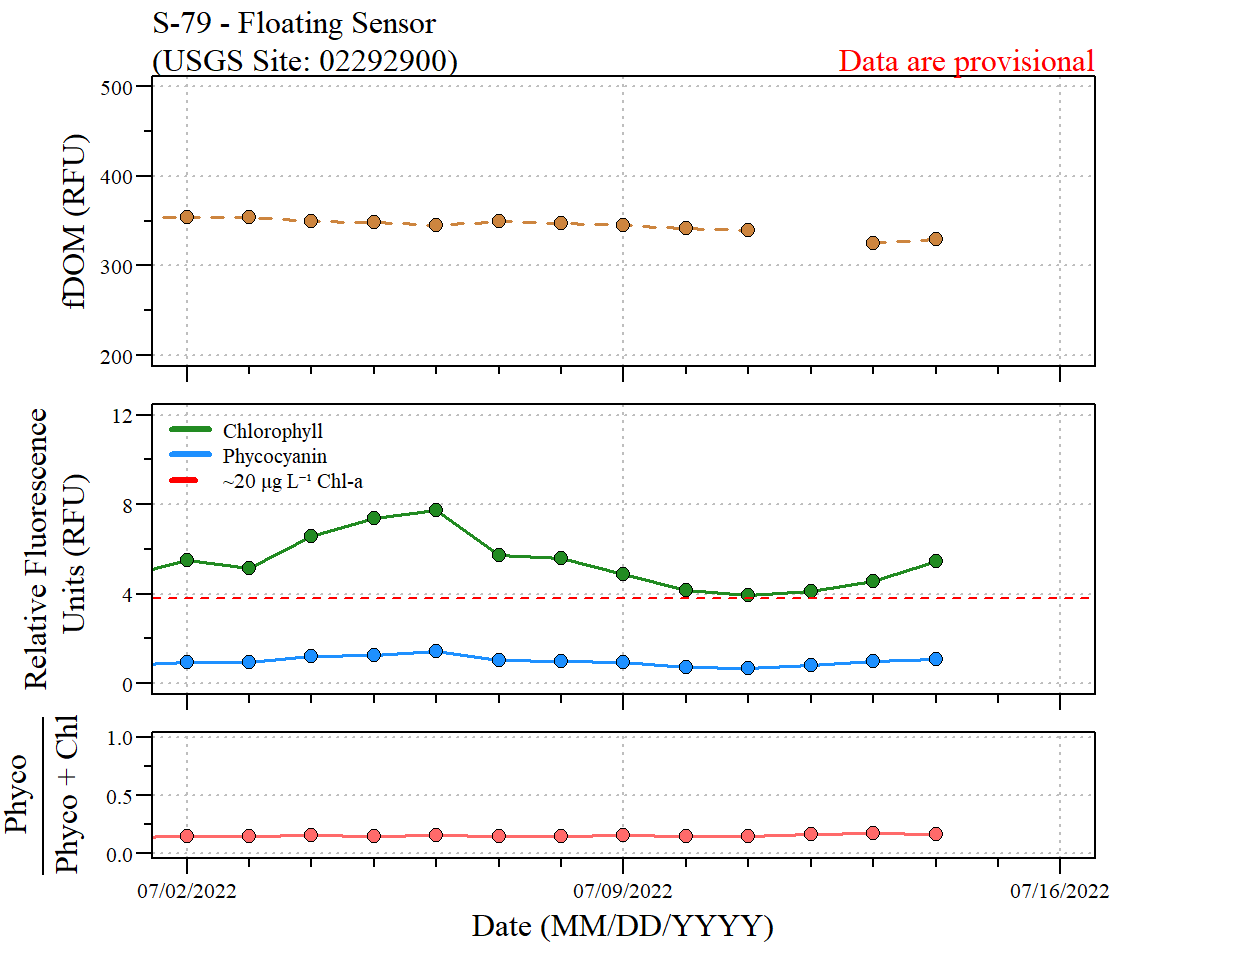 S-79 - Floating Sensor
(USGS Site: 02292900)
Data are provisional
fDOM (RFU)
500
400
300
200
Relative Fluorescence
Units (RFU)
12
8
4
0
Chlorophyll
Phycocyanin
~20 µg L⁻¹ Chl-a
Phyco
Phyco + Chl
1.0
0.5
0.0
07/02/2022
07/09/2022
07/16/2022
Date (MM/DD/YYYY)